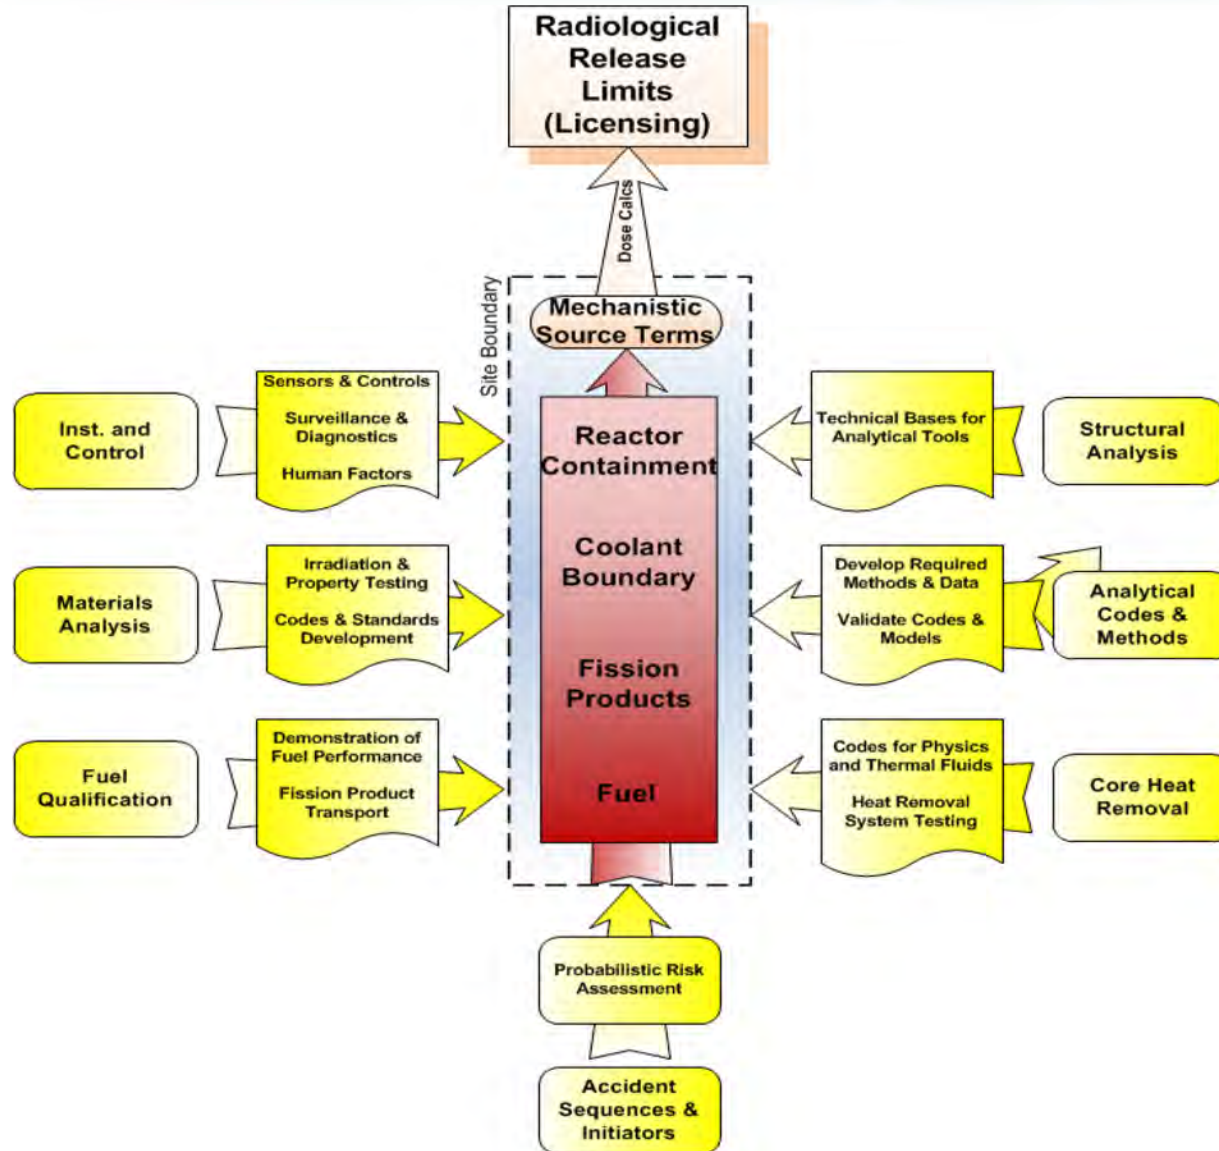 Radiological
Release
Limits
(Licensing)
Dose Calcs
Site Boundary
Mechanistic
Source Terms
Inst. and
Control
Sensors & Controls
Surveillance &
Diagnostics
Human Factors
Reactor
Containment
Technical Bases for
Analytical Tools
Structural
Analysis
Materials
Analysis
Irradiation &
Property Testing
Codes & Standards
Development
Coolant
Boundary
Develop Required
Methods & Data
Validate Codes &
Models
Analytical
Codes &
Methods
Fission
Products
Fuel
Qualification
Demonstration of
Fuel Performance
Fission Product
Transport
Fuel
Codes for Physics
and Thermal Fluids
Heat Removal
System Testing
Core Heat
Removal
Probabilistic Risk
Assessment
Accident
Sequences &
Initiators